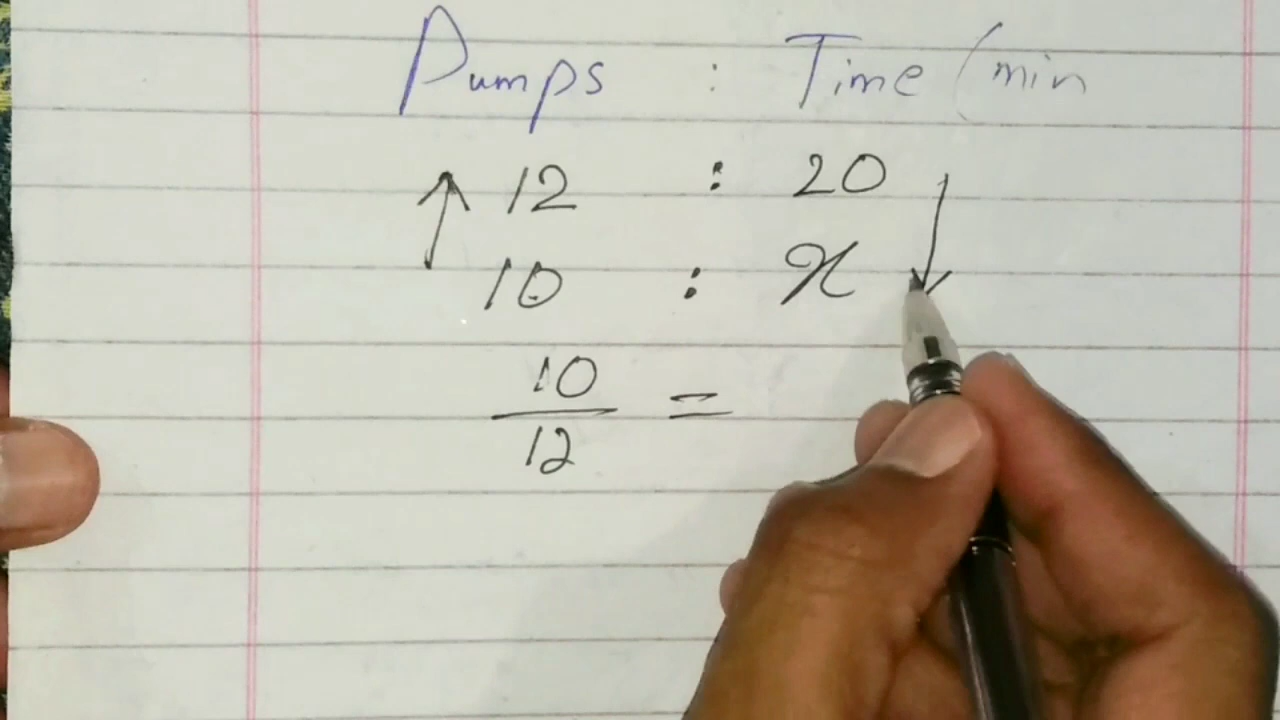 Pumps : Time (min
12 : 20
10 : x
10/12 =